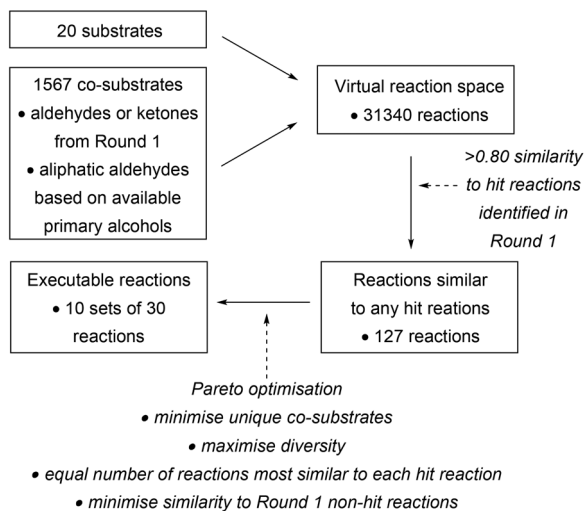 20 substrates
1567 co-substrates
• aldehydes or ketones
from Round 1
• aliphatic aldehydes
based on available
primary alcohols
Virtual reaction space
• 31340 reactions
>0.80 similarity
to hit reactions
identified in
Round 1
Reactions similar
to any hit reations
• 127 reactions
Executable reactions
• 10 sets of 30
reactions
Pareto optimisation
• minimise unique co-substrates
• maximise diversity
• equal number of reactions most similar to each hit reaction
• minimise similarity to Round 1 non-hit reactions